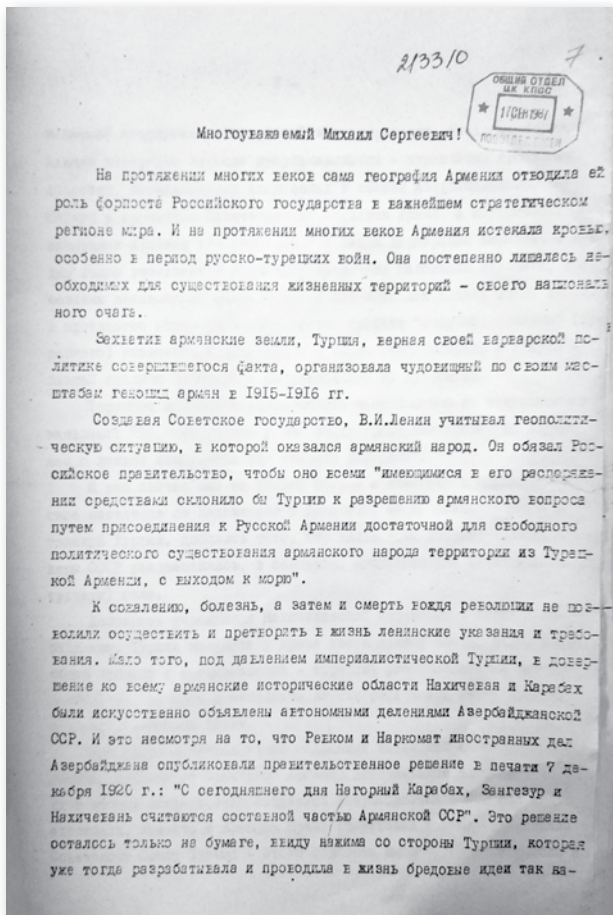 213310
7
ОБЩИЙ ОТДЕЛ
ЦК КПСС
17СЕН1987
Многоуважаемый Михаил Сергеевич!
На протяжении многих веков сама география Армении отводила ей
роль форпоста Российского государства в важнейшем стратегическом
регионе мира. И на протяжении многих веков Армения истекала кровью,
особенно в период русско-турецких войн. Она постепенно лишалась не-
обходимых для существования жизненных территорий - своего националь
ного очага.
Захватив армянские земли, Турция, верная своей варварской по-
литике совершившегося факта, организовала чудовищный по своим мас-
штабам геноцид армян в 1915-1916 гг.
Создавая Советское государство, В.И.Ленин учитывал геополити-
ческую ситуацию, в которой оказался армянский народ. Он обязал Рос-
сийское правительство, чтобы оно всеми "имеющимися в его распоряже-
нии средствами склонило бы Турцию к разрешению армянского вопроса
путем присоединения к Русской Армении достаточной для свободного
политического существования армянского народа территории из Турец-
кой Армении, с выходом к морю".
К сожалению, болезнь, а затем и смерть вождя революции не поз-
волили осуществить и претворить в жизнь ленинские указания и требо-
вания. Мало того, под давлением империалистической Турции, в довер-
шение ко всему армянские исторические области Нахичеван и Карабах
были искусственно объявлены автономными делениями Азербайджанской
ССР. И это несмотря на то, что Ревком и Наркомат иностранных дел
Азербайджана опубликовали правительственное решение в печати 7 де-
кабря 1920 г.: "С сегодняшнего дня Нагорный Карабах, Зангезур и
Нахичевань считаются составной частью Армянской ССР". Это решение
осталось только на бумаге, ввиду нажима со стороны Турции, которая
уже тогда разрабатывала и проводила в жизнь бредовые идеи так на-